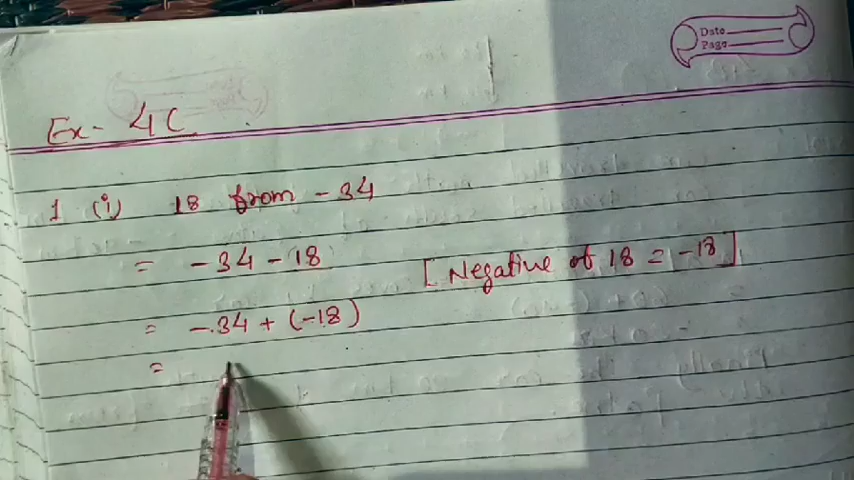 Date
Page
Ex- 4C
1 (i) 18 from - 34
= -34 - 18 [Negative of 18 = -18]
= -34 + (-18)
=